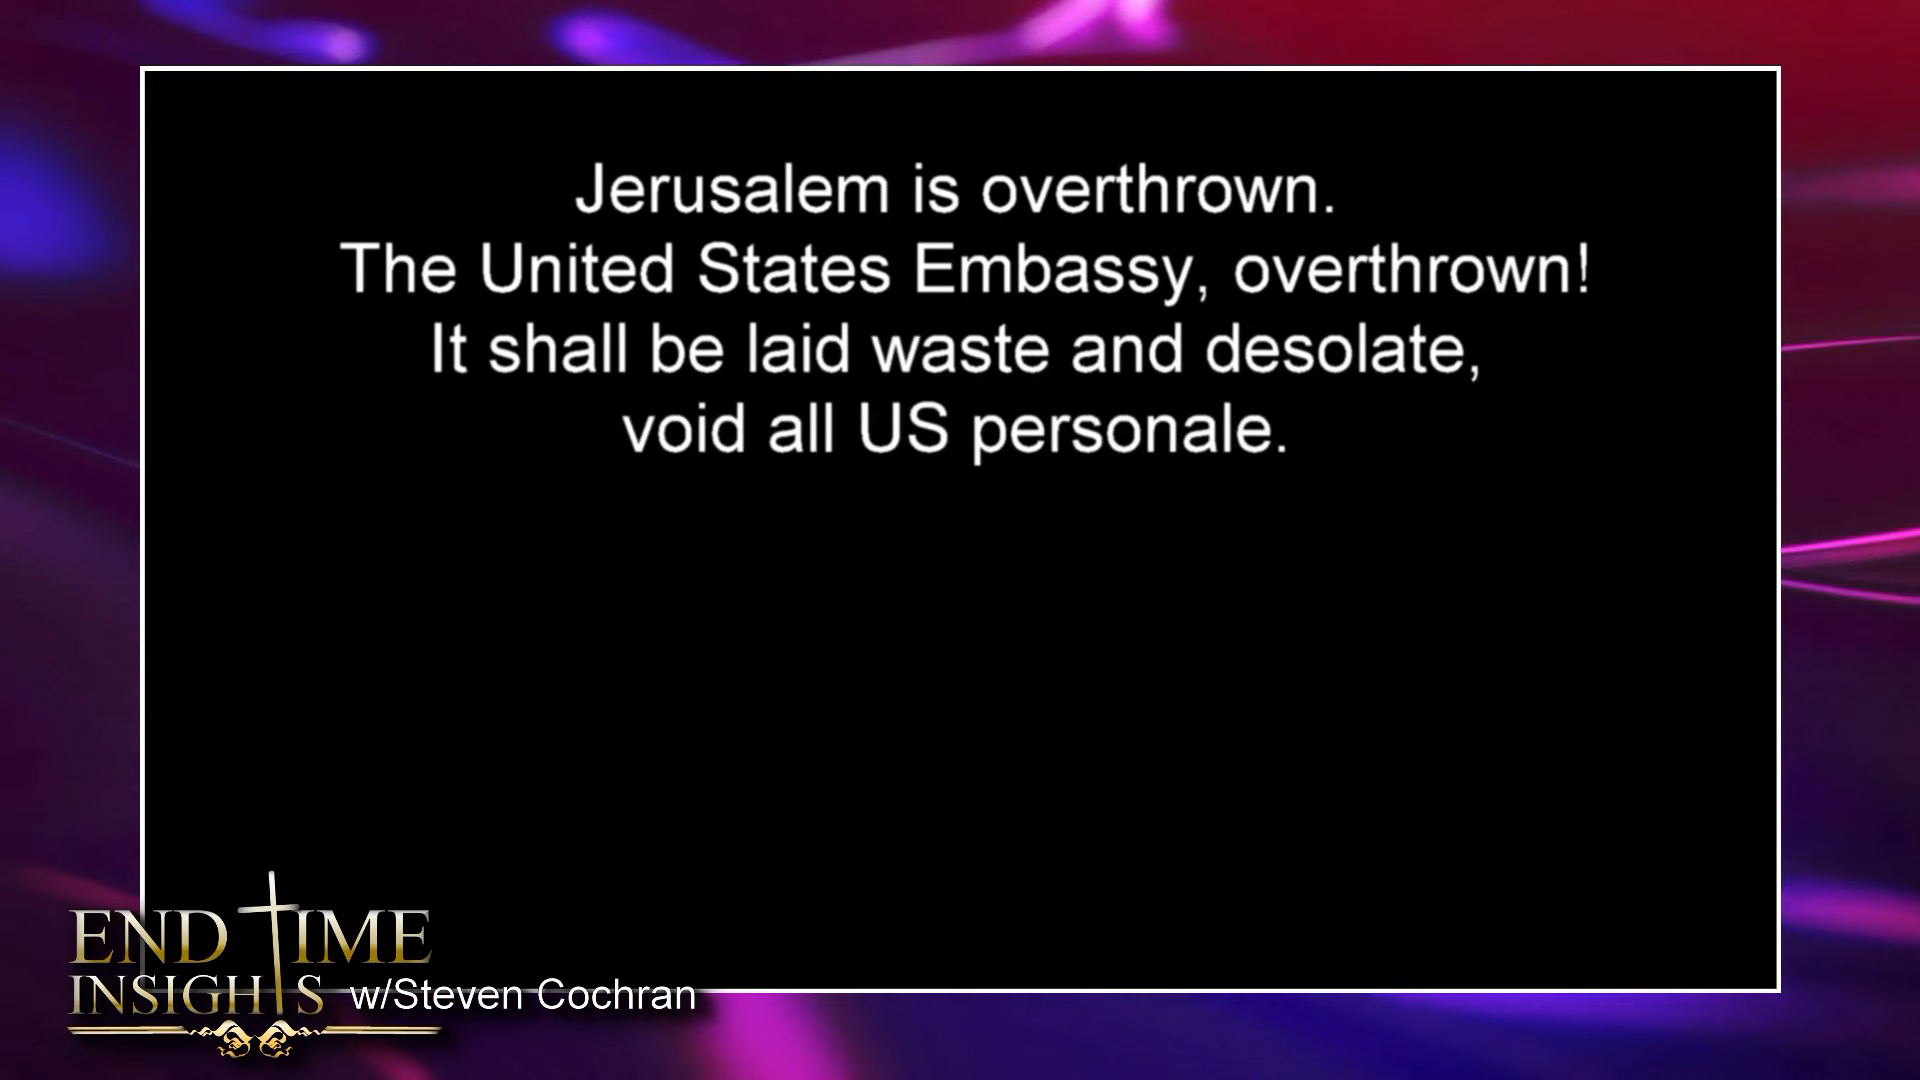 Jerusalem is overthrown.
The United States Embassy, overthrown!
It shall be laid waste and desolate,
void all US personale.
END TIME
INSIGHTS w/Steven Cochran